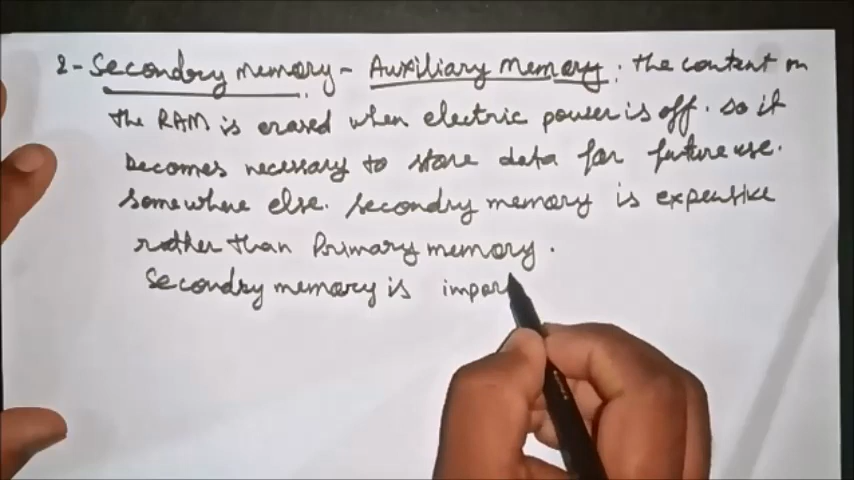 2- Secondry memory - Auxiliary memory : the content on
the RAM is erased when electric power is off. so it
becomes necessary to store data for future use.
somewhere else. secondry memory is expensive
rather than Primary memory.
Secondry memory is impor